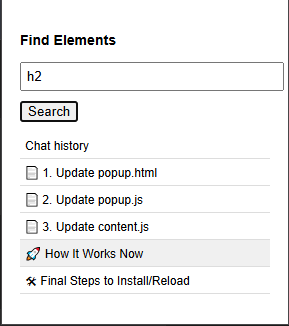 Find Elements
h2
Search
Chat history
📄 1. Update popup.html
📄 2. Update popup.js
📄 3. Update content.js
🚀 How It Works Now
🛠 Final Steps to Install/Reload